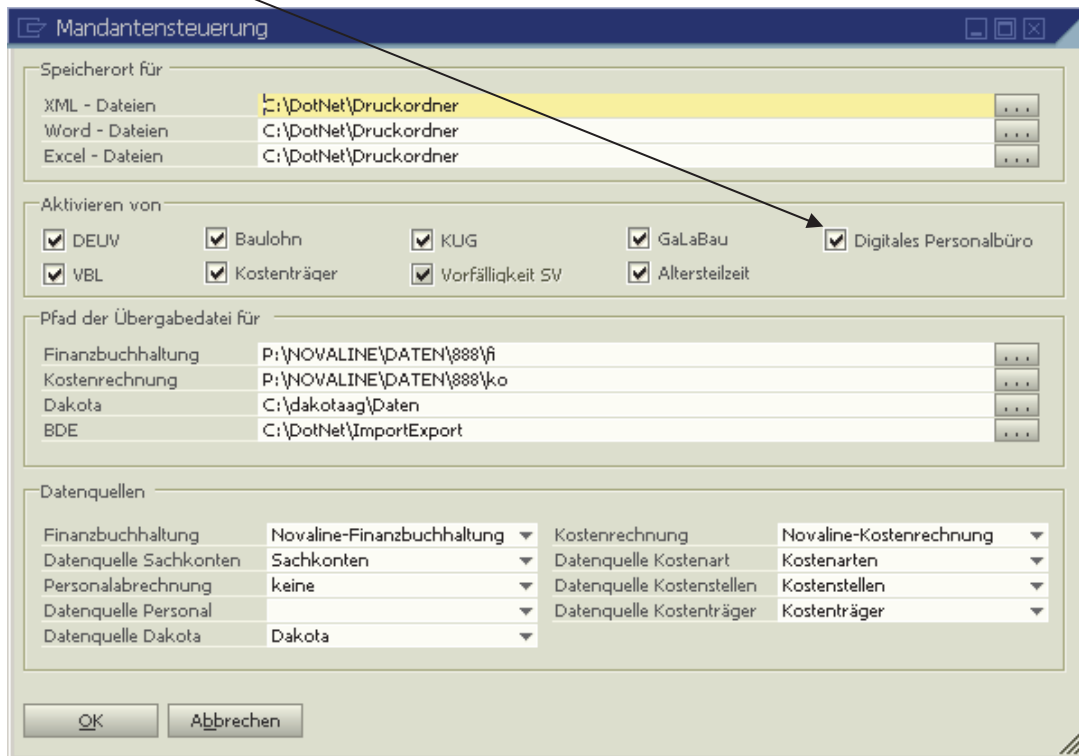 Mandantensteuerung
Speicherort für
XML - Dateien C:\DotNet\Druckordner ...
Word - Dateien C:\DotNet\Druckordner ...
Excel - Dateien C:\DotNet\Druckordner ...
Aktivieren von
DEUV Baulohn KUG GaLaBau Digitales Personalbüro
VBL Kostenträger Vorfälligkeit SV Altersteilzeit
Pfad der Übergabedatei für
Finanzbuchhaltung P:\NOVALINE\DATEN\888\fi ...
Kostenrechnung P:\NOVALINE\DATEN\888\ko ...
Dakota C:\dakotaag\Daten ...
BDE C:\DotNet\ImportExport ...
Datenquellen
Finanzbuchhaltung Novaline-Finanzbuchhaltung Kostenrechnung Novaline-Kostenrechnung
Datenquelle Sachkonten Sachkonten Datenquelle Kostenart Kostenarten
Personalabrechnung keine Datenquelle Kostenstellen Kostenstellen
Datenquelle Personal Datenquelle Kostenträger Kostenträger
Datenquelle Dakota Dakota
OK Abbrechen